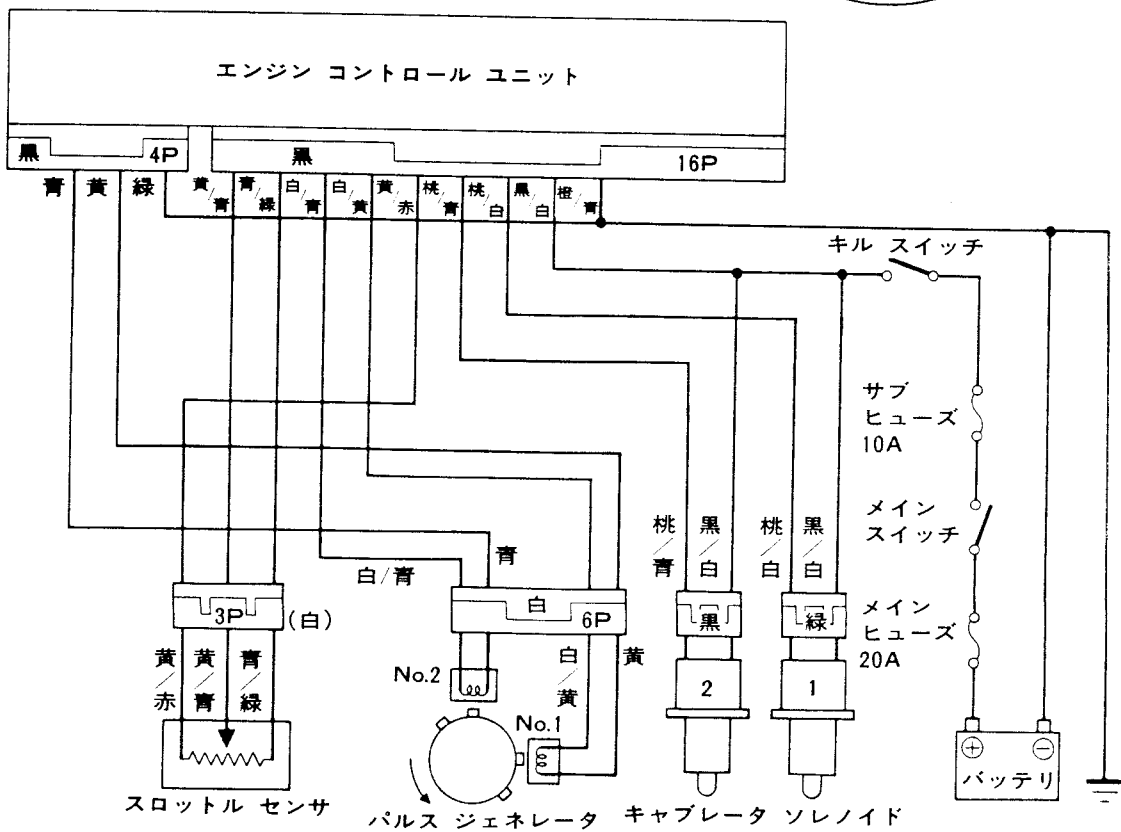 エンジン コントロール ユニット
黒 4P 黒 16P
青 黄 緑 黄/青 青/緑 白/青 白/黄 黄/赤 桃/青 桃/白 黒/白 橙/青
キル スイッチ
サブ
ヒューズ
10A
メイン
スイッチ
メイン
ヒューズ
20A
桃/青 黒/白 桃/白 黒/白
白/青 青
3P (白)
白 6P
黒 緑
黄/赤 黄/青 青/緑
No.2
白/黄 黄
No.1
2 1
⊕ ⊖
バッテリ
スロットル センサ
パルス ジェネレータ
キャブレータ ソレノイド